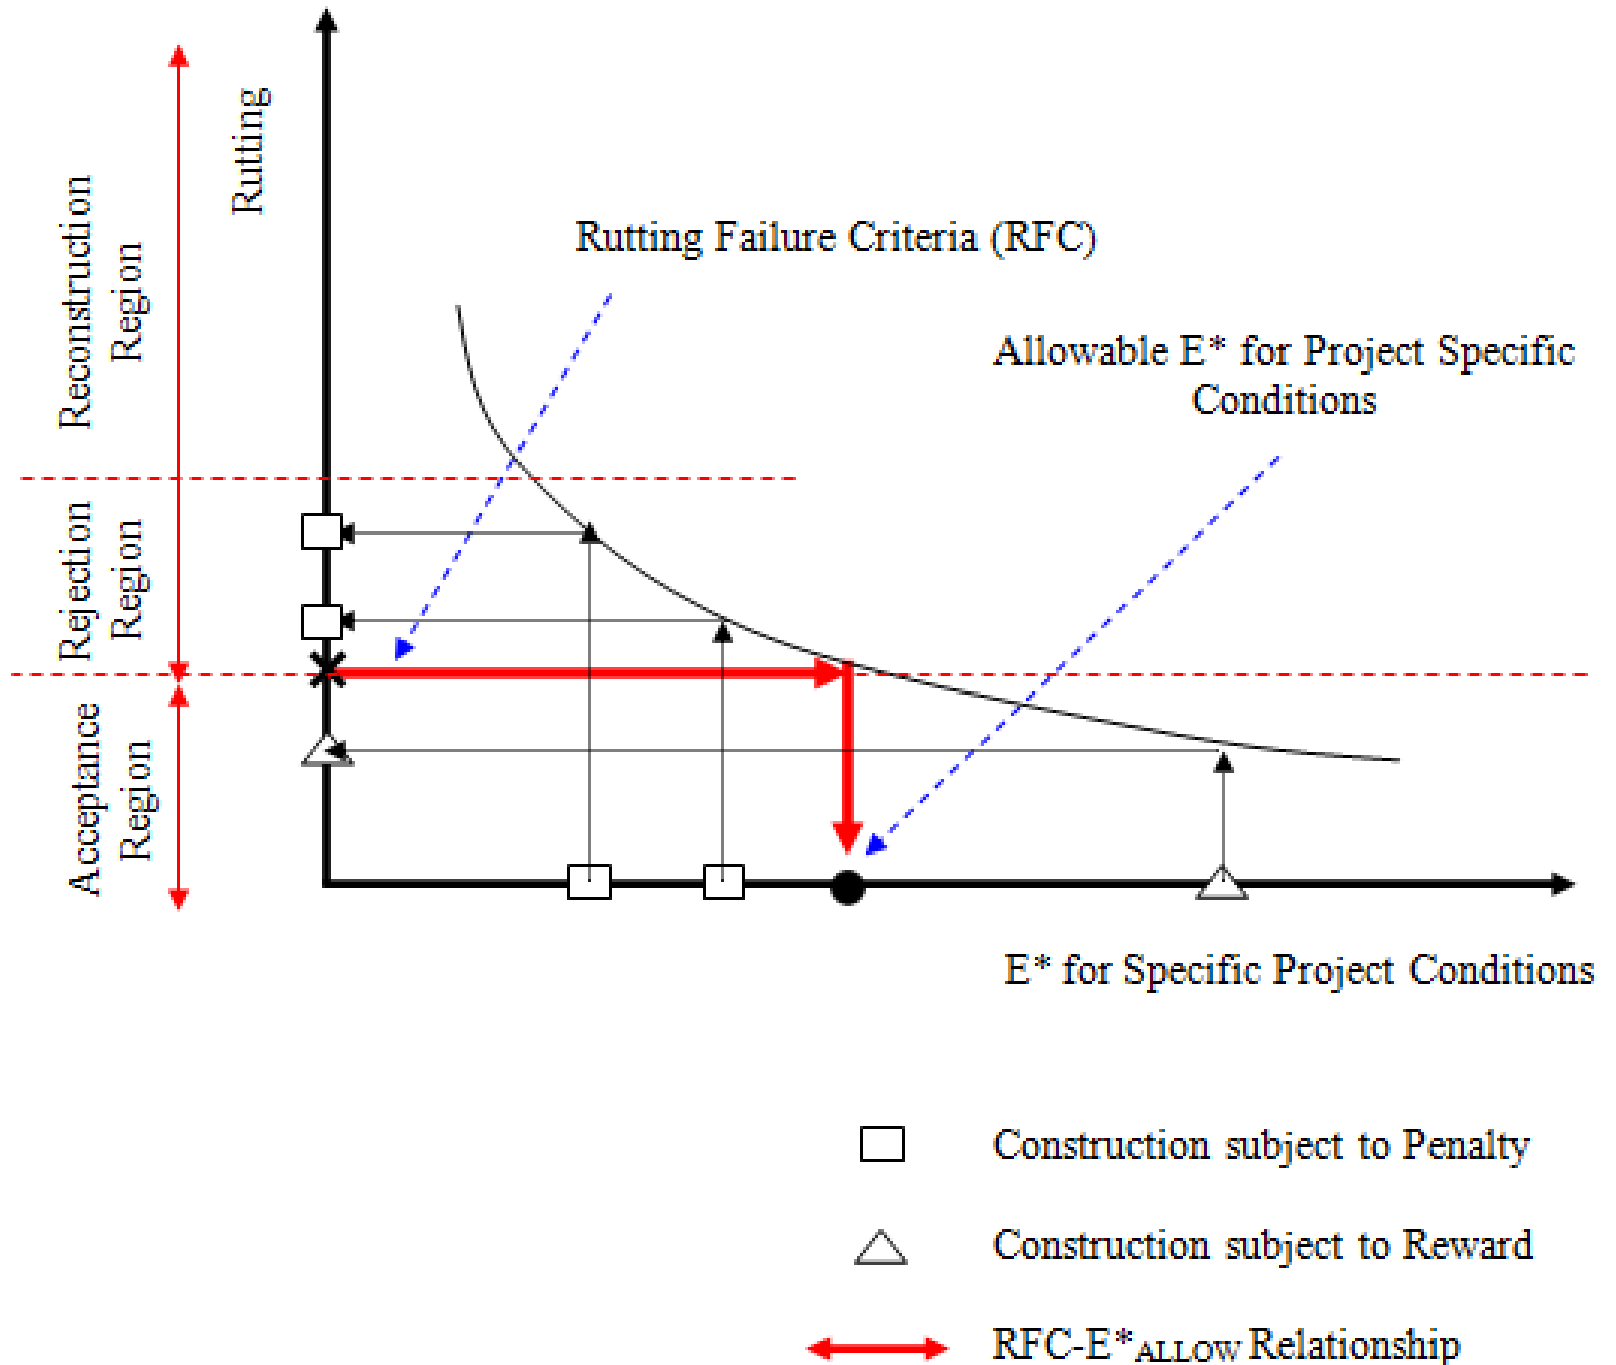 Rutting
Reconstruction
Region
Rutting Failure Criteria (RFC)
Allowable E* for Project Specific
Conditions
Rejection
Region
Acceptance
Region
E* for Specific Project Conditions
Construction subject to Penalty
Construction subject to Reward
RFC-E*ALLOW Relationship